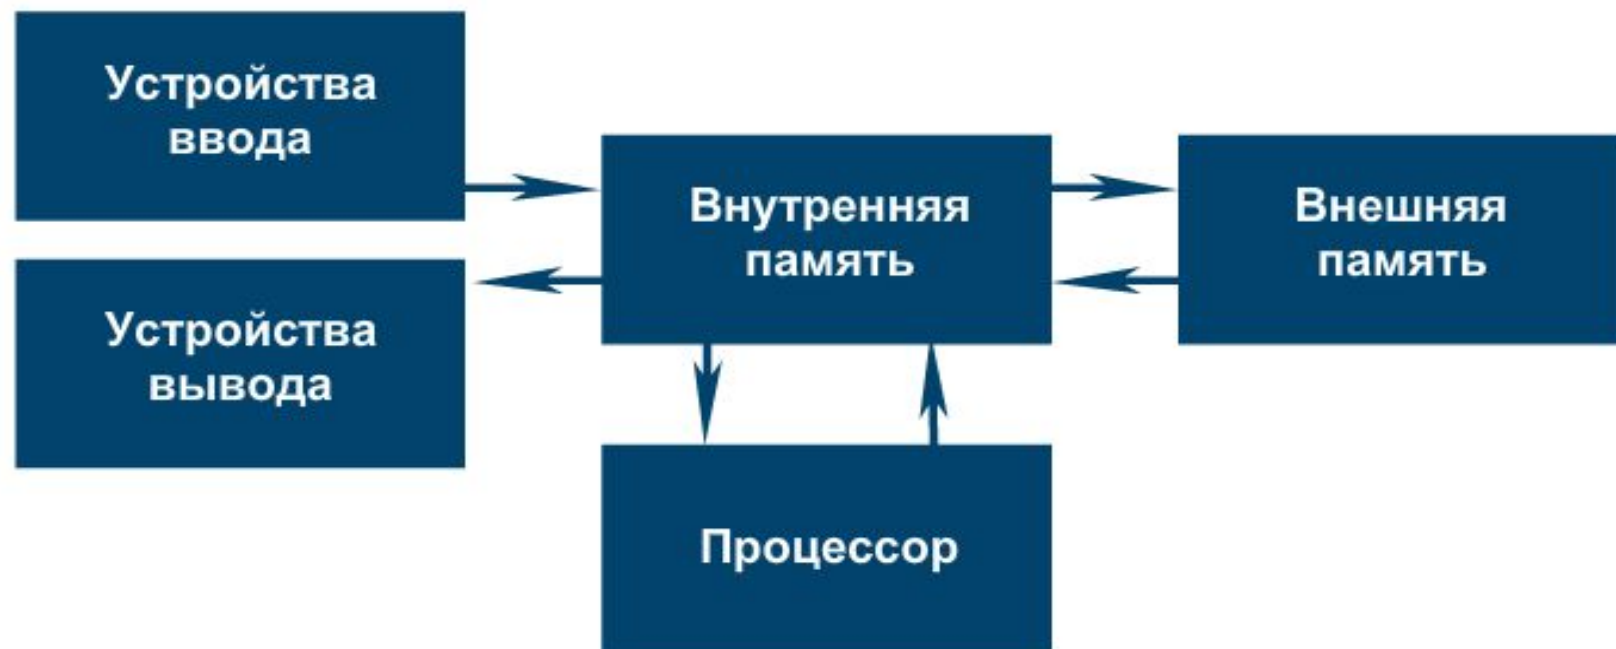 Устройства
ввода
Устройства
вывода
Внутренняя
память
Внешняя
память
Процессор